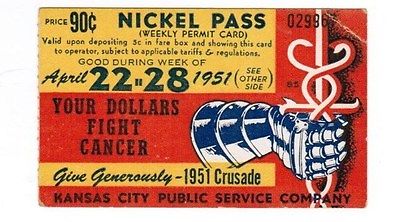 PRICE 90¢ NICKEL PASS
(WEEKLY PERMIT CARD)
Valid upon depositing 5c in fare box and showing this card
to operator, subject to applicable tariffs & regulations.
GOOD DURING WEEK OF
April 22-28 1951 (SEE OTHER SIDE)
YOUR DOLLARS
FIGHT
CANCER
Give Generously-1951 Crusade
KANSAS CITY PUBLIC SERVICE COMPANY